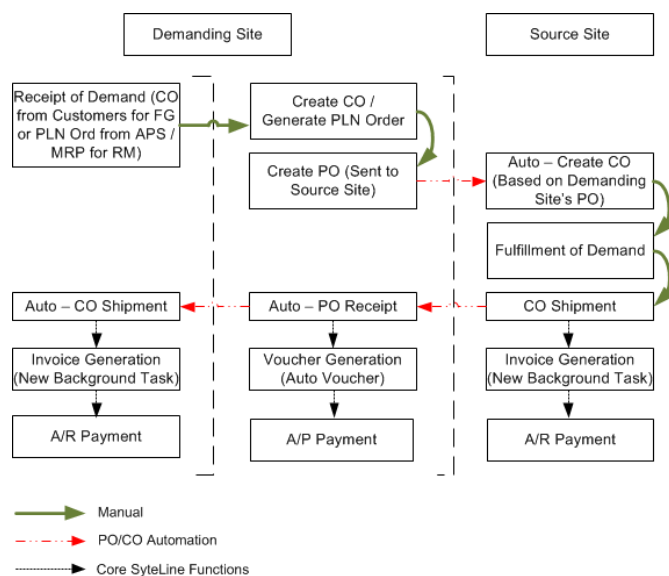 Demanding Site
Source Site
Receipt of Demand (CO
from Customers for FG
or PLN Ord from APS /
MRP for RM)
Create CO /
Generate PLN Order
Create PO (Sent to
Source Site)
Auto – Create CO
(Based on Demanding
Site's PO)
Fulfillment of Demand
Auto – CO Shipment
Auto – PO Receipt
CO Shipment
Invoice Generation
(New Background Task)
Voucher Generation
(Auto Voucher)
Invoice Generation
(New Background Task)
A/R Payment
A/P Payment
A/R Payment
Manual
PO/CO Automation
Core SyteLine Functions